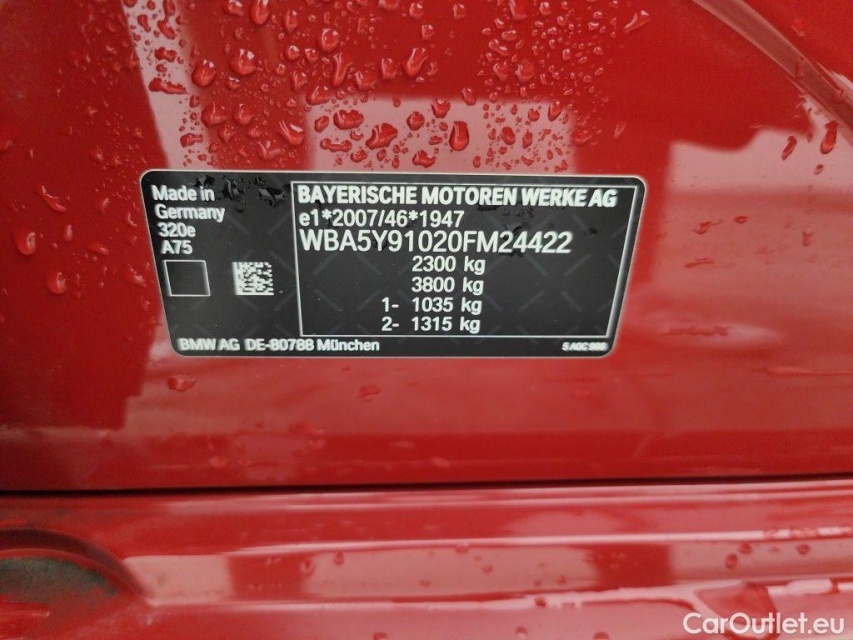 Made in
Germany
320e
A75
BAYERISCHE MOTOREN WERKE AG
e1*2007/46*1947
WBA5Y91020FM24422
2300 kg
3800 kg
1- 1035 kg
2- 1315 kg
BMW AG DE-80788 München
CarOutlet.eu